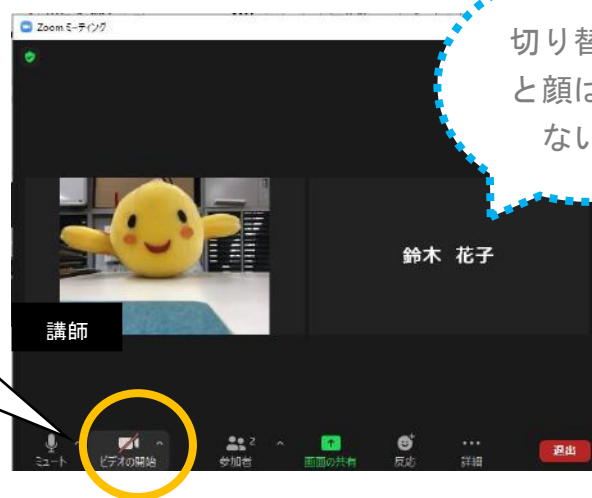 Zoom ミーティング
切り替
と顔は
ない
鈴木 花子
講師
ミュート
ビデオの開始
参加者
2
画面の共有
反応
詳細
退出